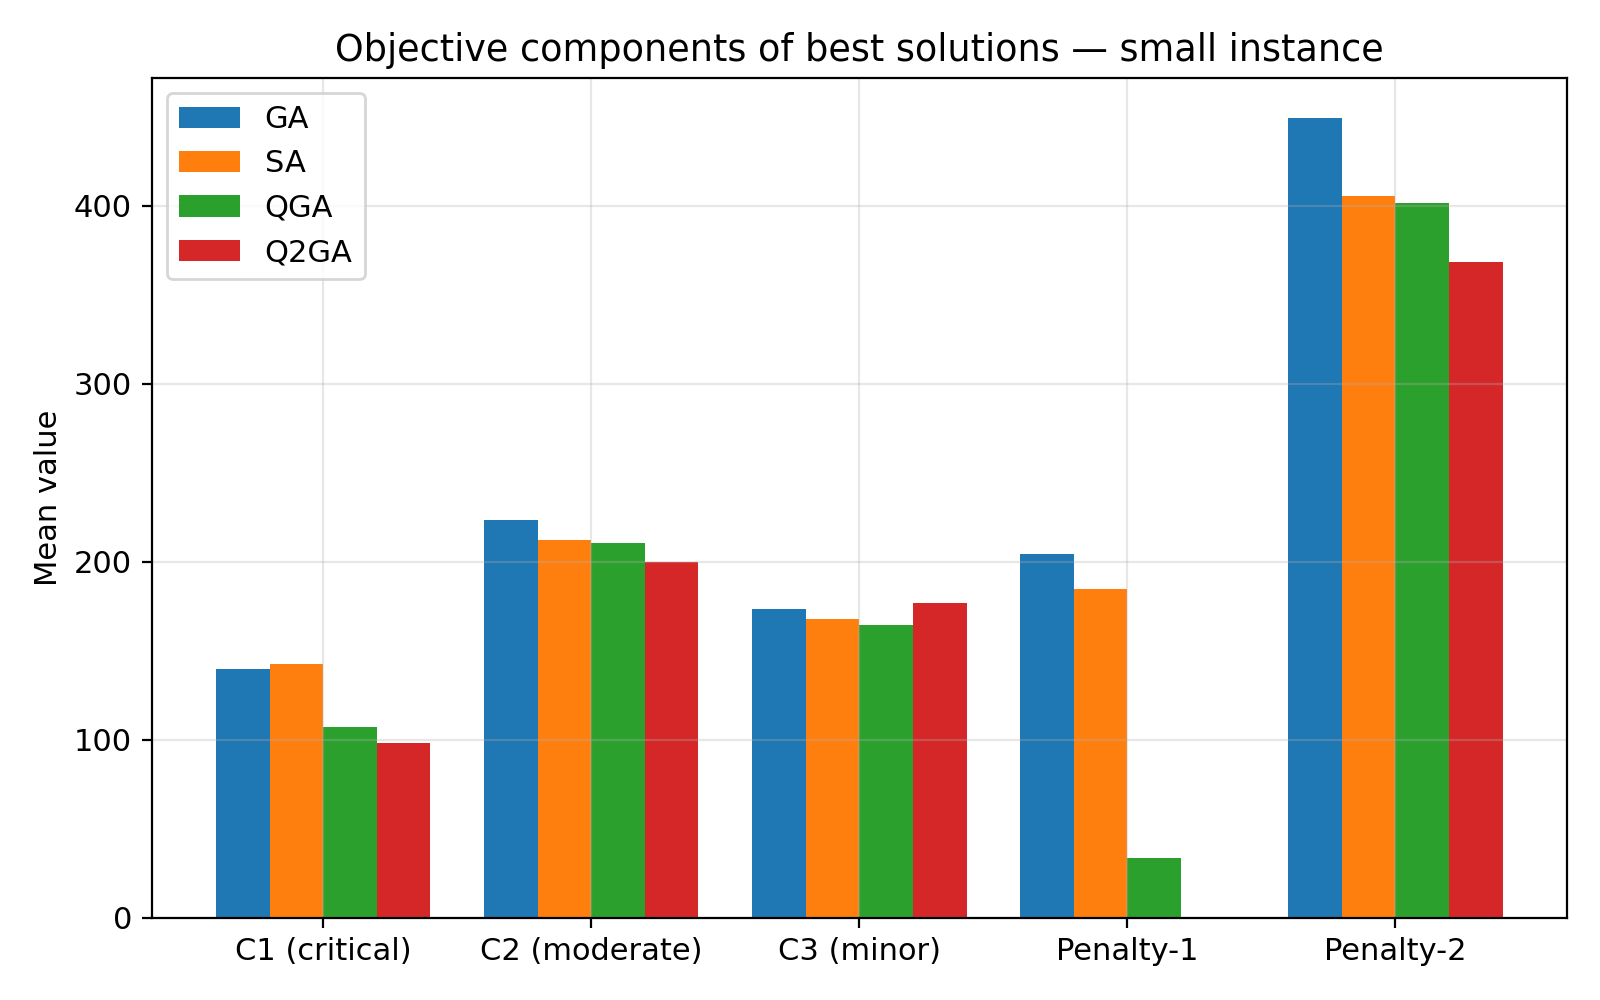 Objective components of best solutions — small instance
GA
SA
QGA
Q2GA
Mean value
400
300
200
100
0
C1 (critical)
C2 (moderate)
C3 (minor)
Penalty-1
Penalty-2